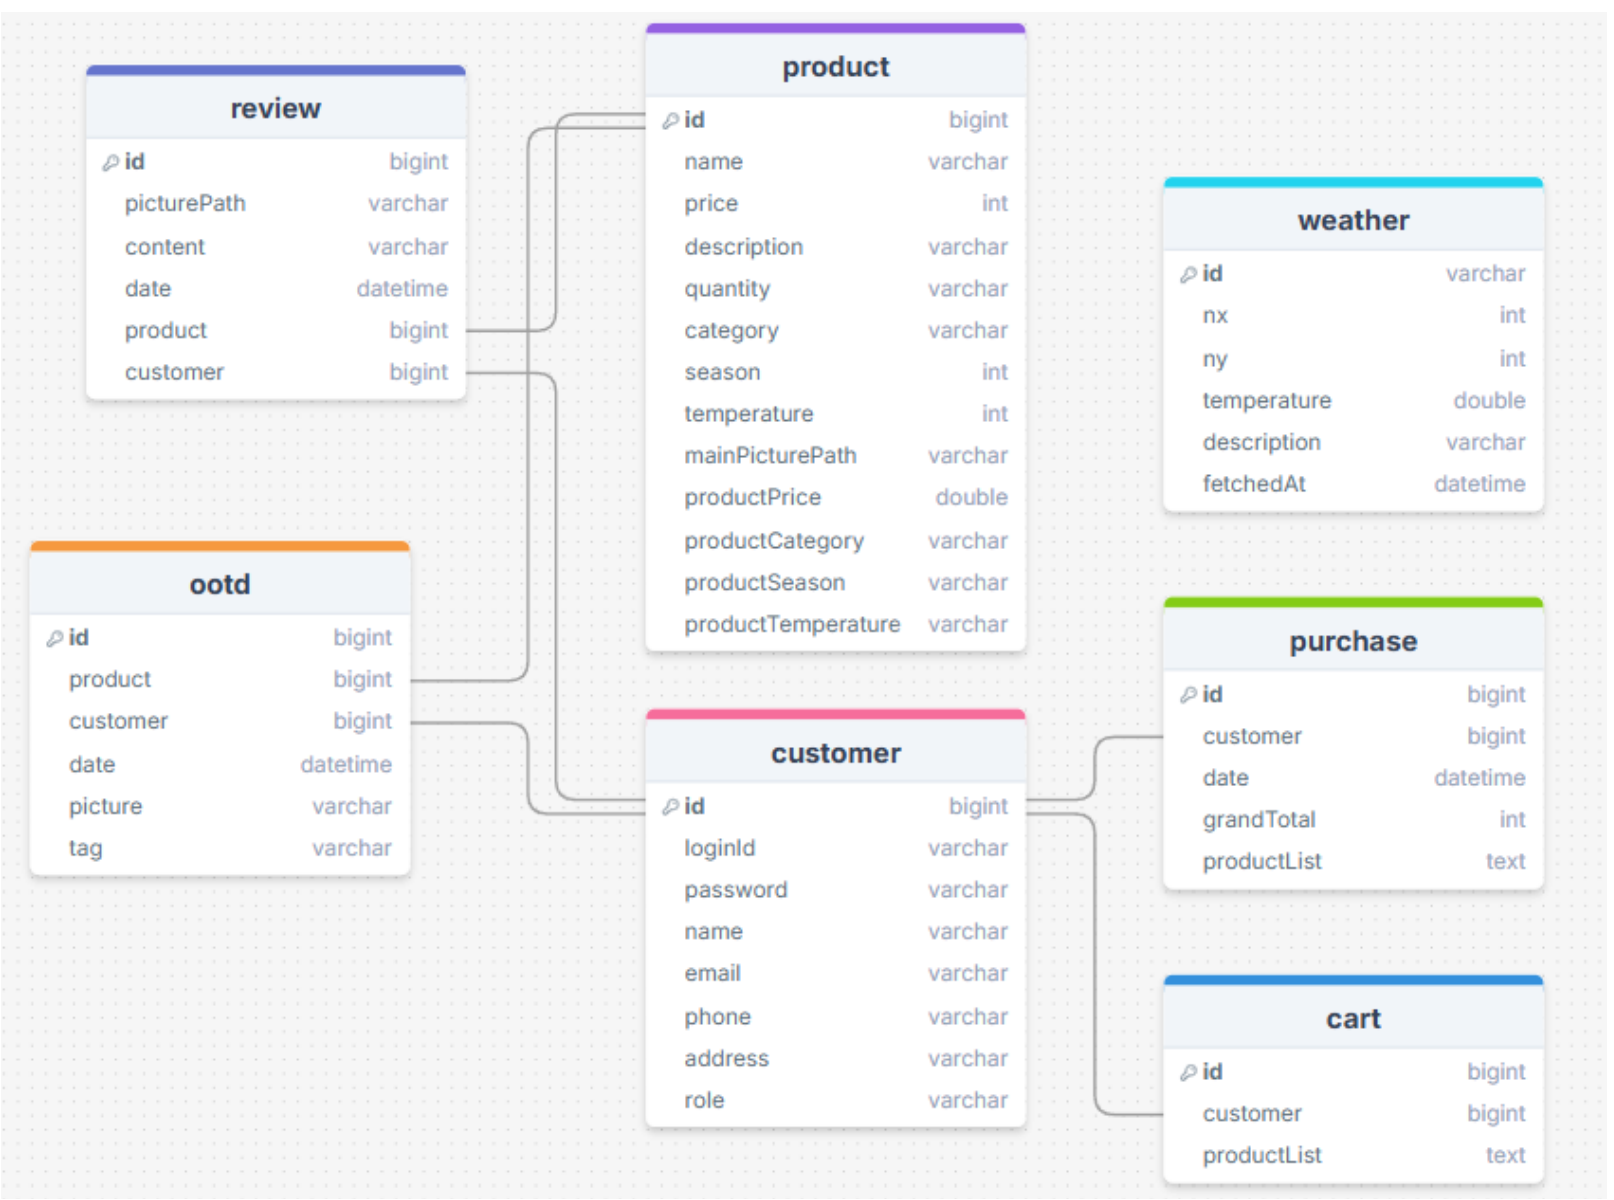 review
id bigint
picturePath varchar
content varchar
date datetime
product bigint
customer bigint
product
id bigint
name varchar
price int
description varchar
quantity varchar
category varchar
season int
temperature int
mainPicturePath varchar
productPrice double
productCategory varchar
productSeason varchar
productTemperature varchar
weather
id varchar
nx int
ny int
temperature double
description varchar
fetchedAt datetime
ootd
id bigint
product bigint
customer bigint
date datetime
picture varchar
tag varchar
customer
id bigint
loginId varchar
password varchar
name varchar
email varchar
phone varchar
address varchar
role varchar
purchase
id bigint
customer bigint
date datetime
grandTotal int
productList text
cart
id bigint
customer bigint
productList text